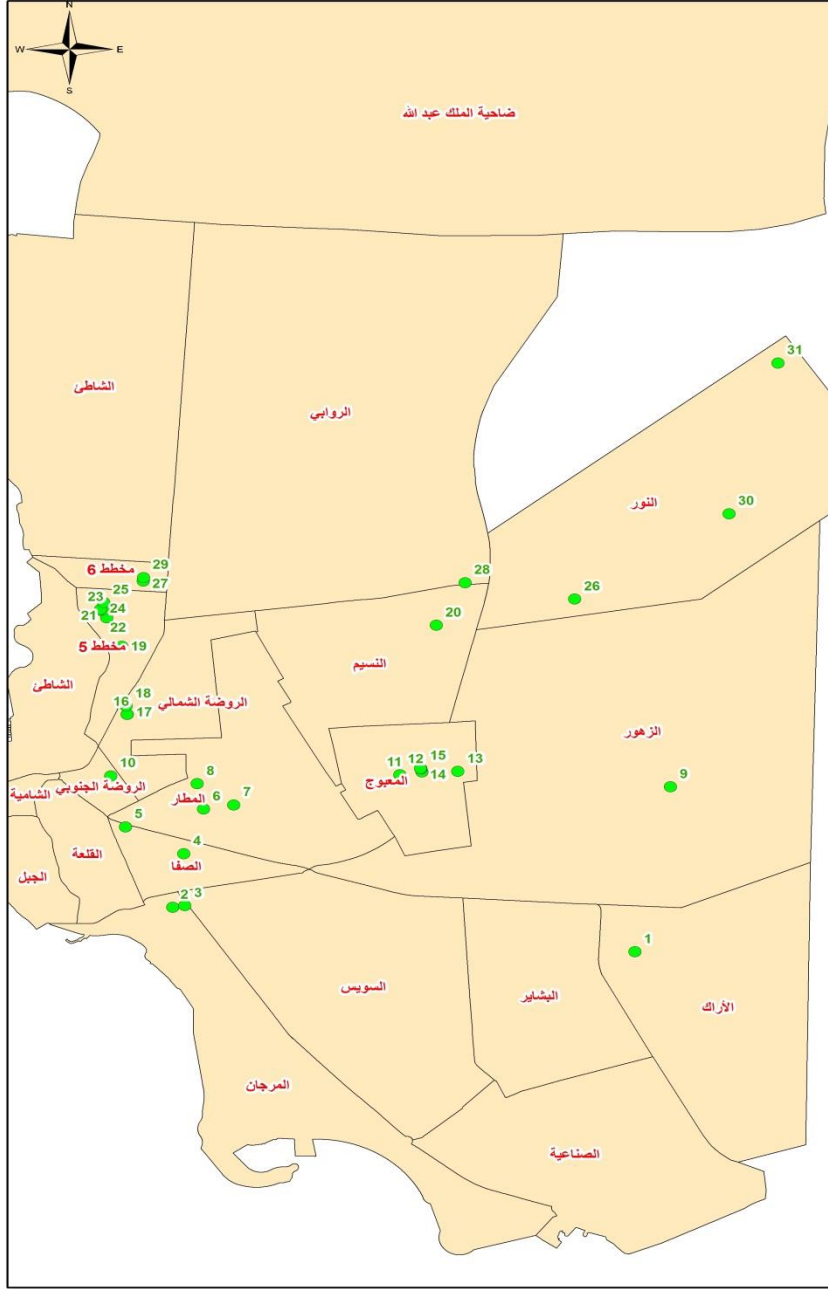 N
W E
S
ضاحية الملك عبد الله
31
الشاطئ
الروابي
النور
30
29
مخطط 6
27
28
26
25
23
24
21
22
20
مخطط 5
19
النسيم
الشاطئ
18
16
الروضة الشمالي
17
الزهور
15
12
11
13
14
المعبوج
10
8
9
الروضة الجنوبي
الشامية
المطار
6
7
5
4
القلعة
الصفا
الجبل
2
3
1
السويس
البشاير
الأراك
المرجان
الصناعية